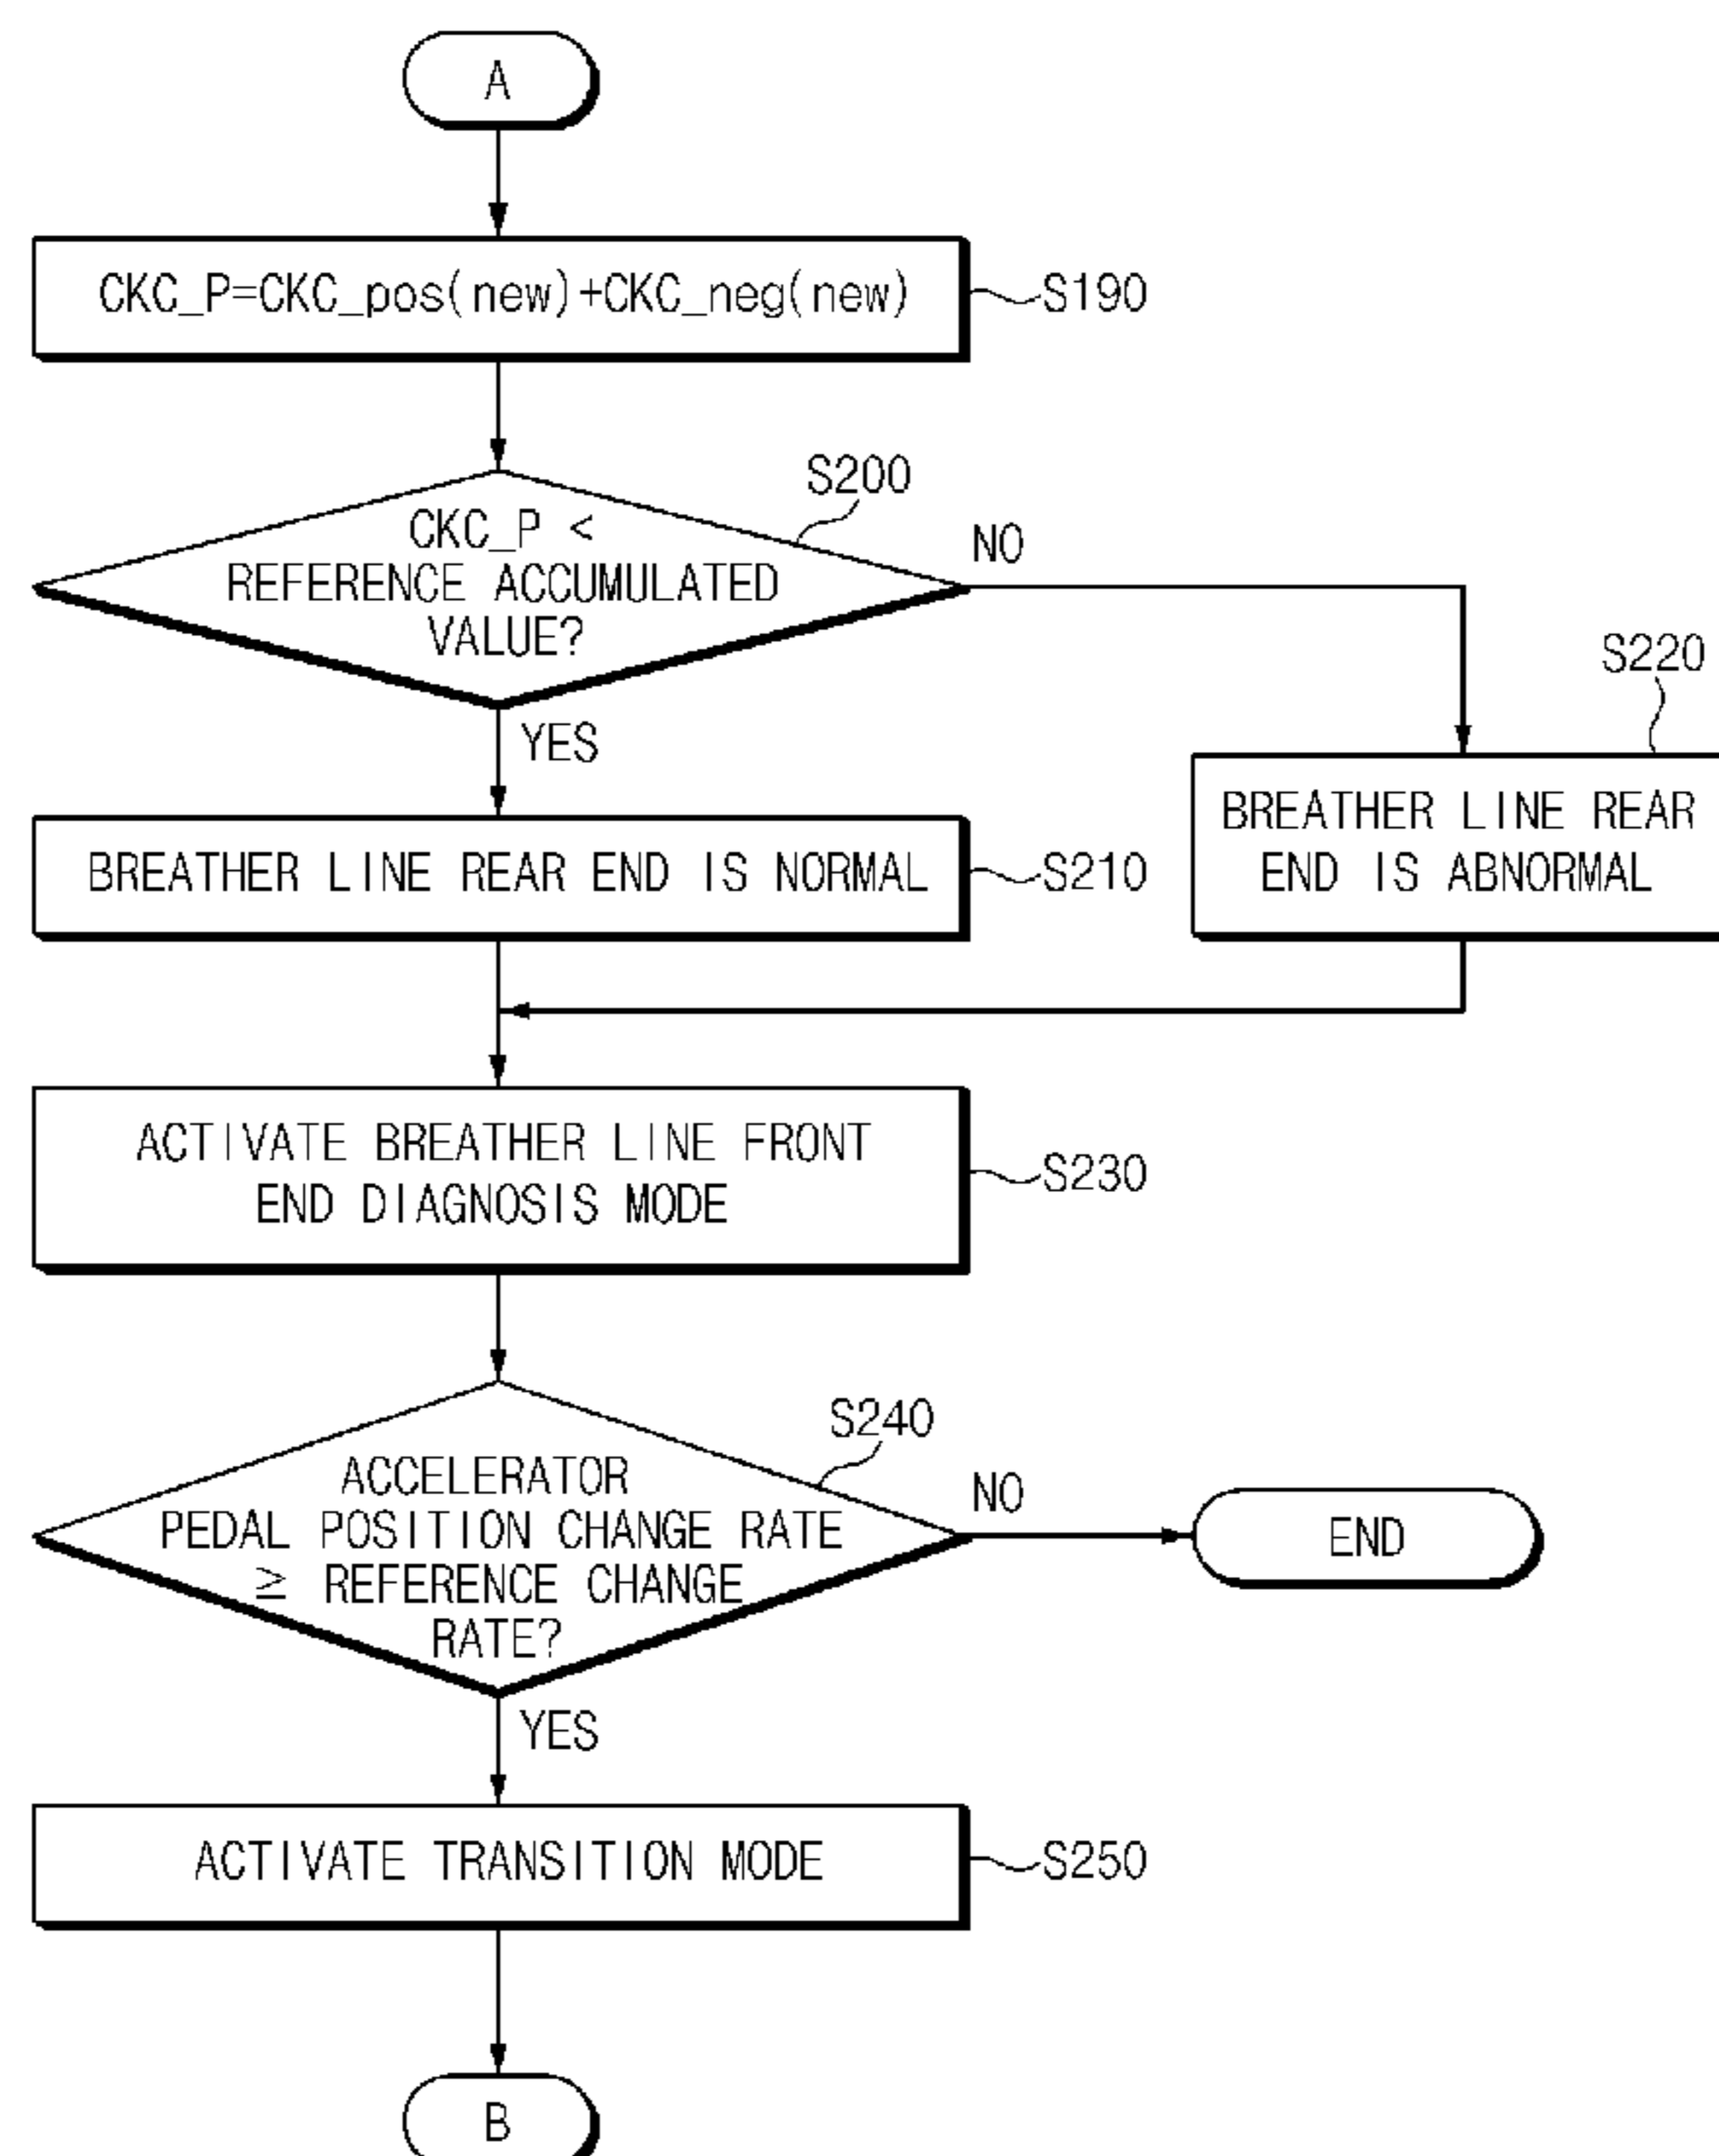 A
CKC_P=CKC_pos(new)+CKC_neg(new)
S190
S200
CKC_P <
REFERENCE ACCUMULATED
VALUE?
NO
YES
S220
BREATHER LINE REAR
END IS ABNORMAL
BREATHER LINE REAR END IS NORMAL
S210
ACTIVATE BREATHER LINE FRONT
END DIAGNOSIS MODE
S230
S240
ACCELERATOR
PEDAL POSITION CHANGE RATE
≧ REFERENCE CHANGE
RATE?
NO
END
YES
ACTIVATE TRANSITION MODE
S250
B